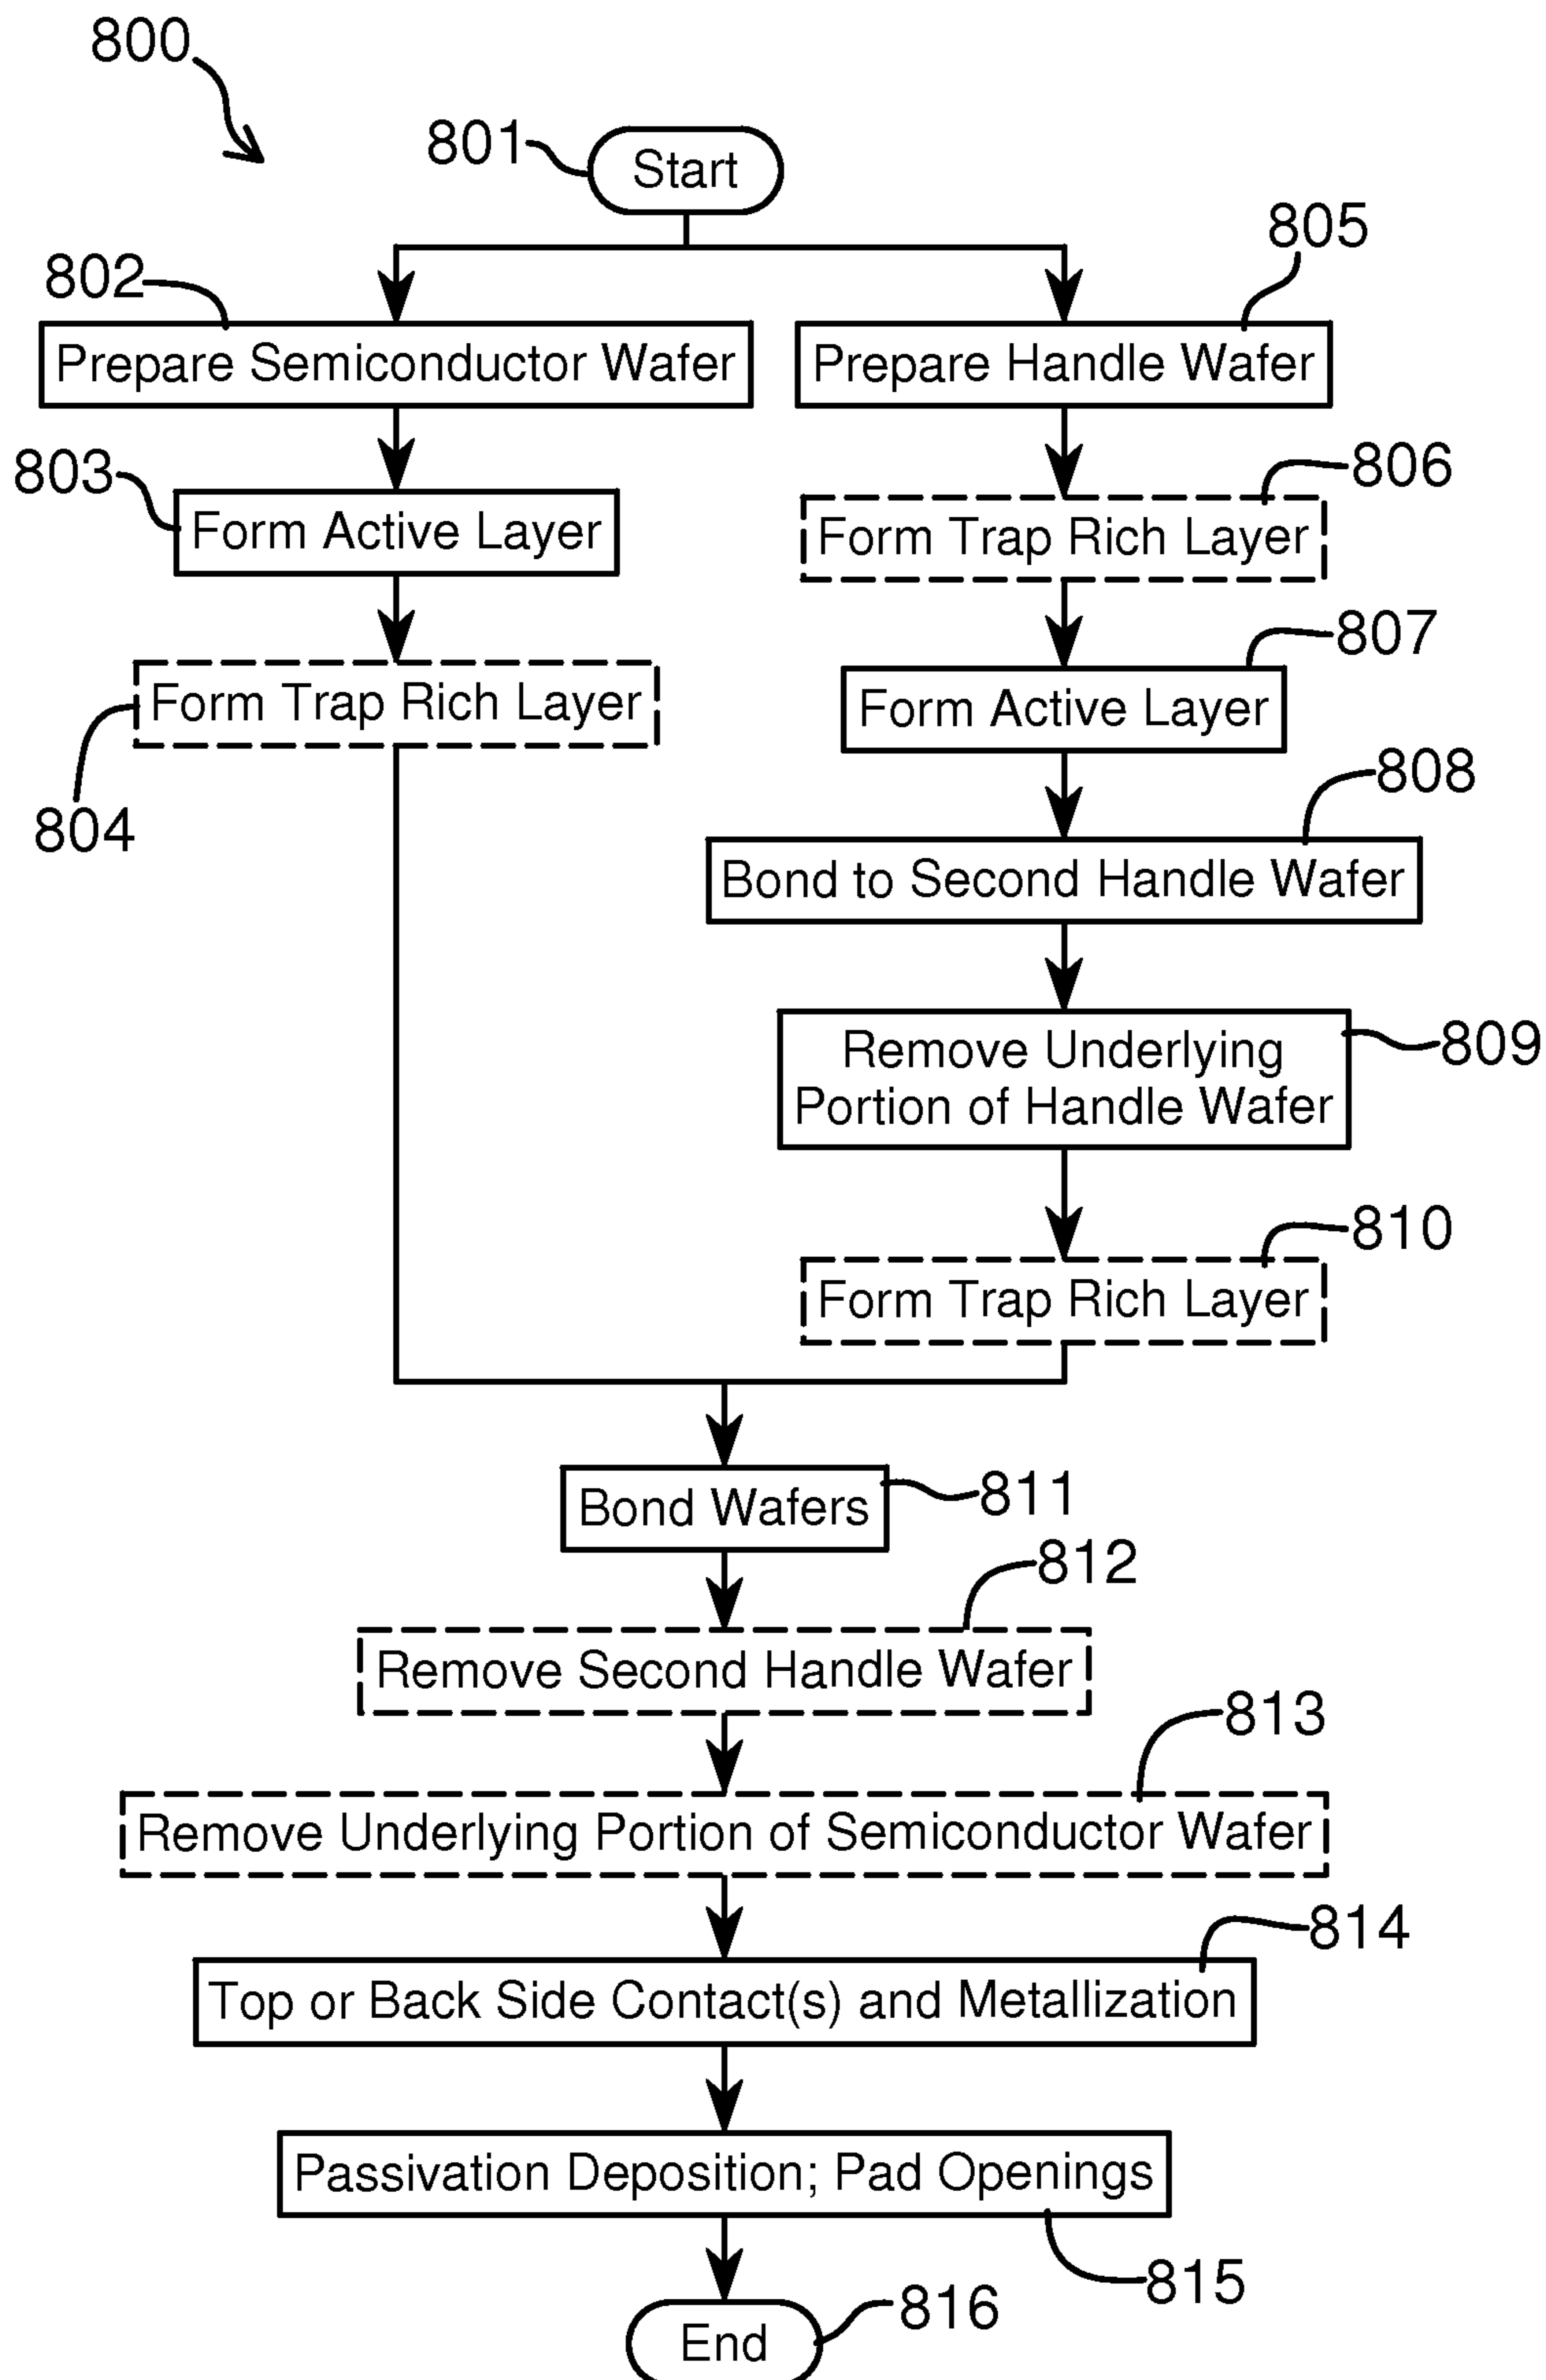 800
801
Start
805
802
Prepare Semiconductor Wafer
Prepare Handle Wafer
803
Form Active Layer
806
Form Trap Rich Layer
807
Form Trap Rich Layer
Form Active Layer
804
808
Bond to Second Handle Wafer
Remove Underlying
Portion of Handle Wafer
809
810
Form Trap Rich Layer
Bond Wafers
811
812
Remove Second Handle Wafer
813
Remove Underlying Portion of Semiconductor Wafer
814
Top or Back Side Contact(s) and Metallization
Passivation Deposition; Pad Openings
815
816
End